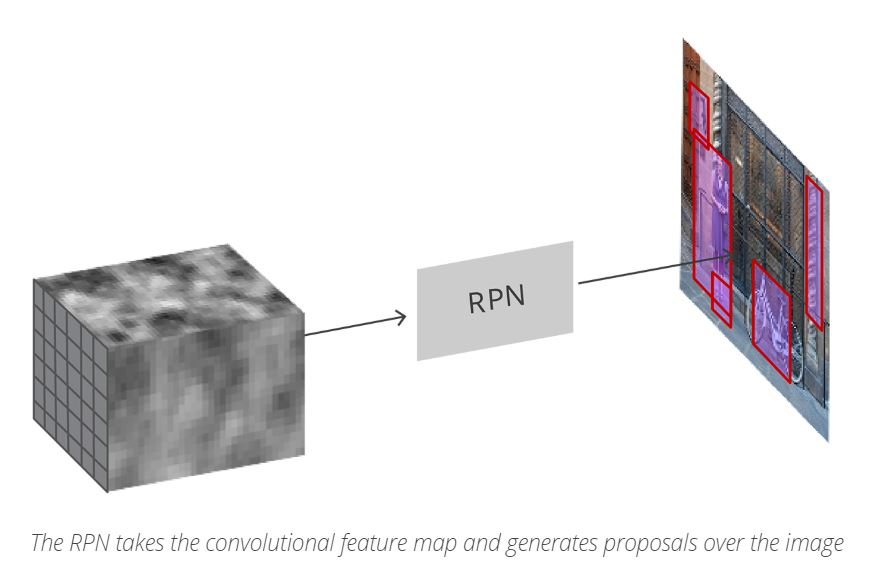 RPN
The RPN takes the convolutional feature map and generates proposals over the image